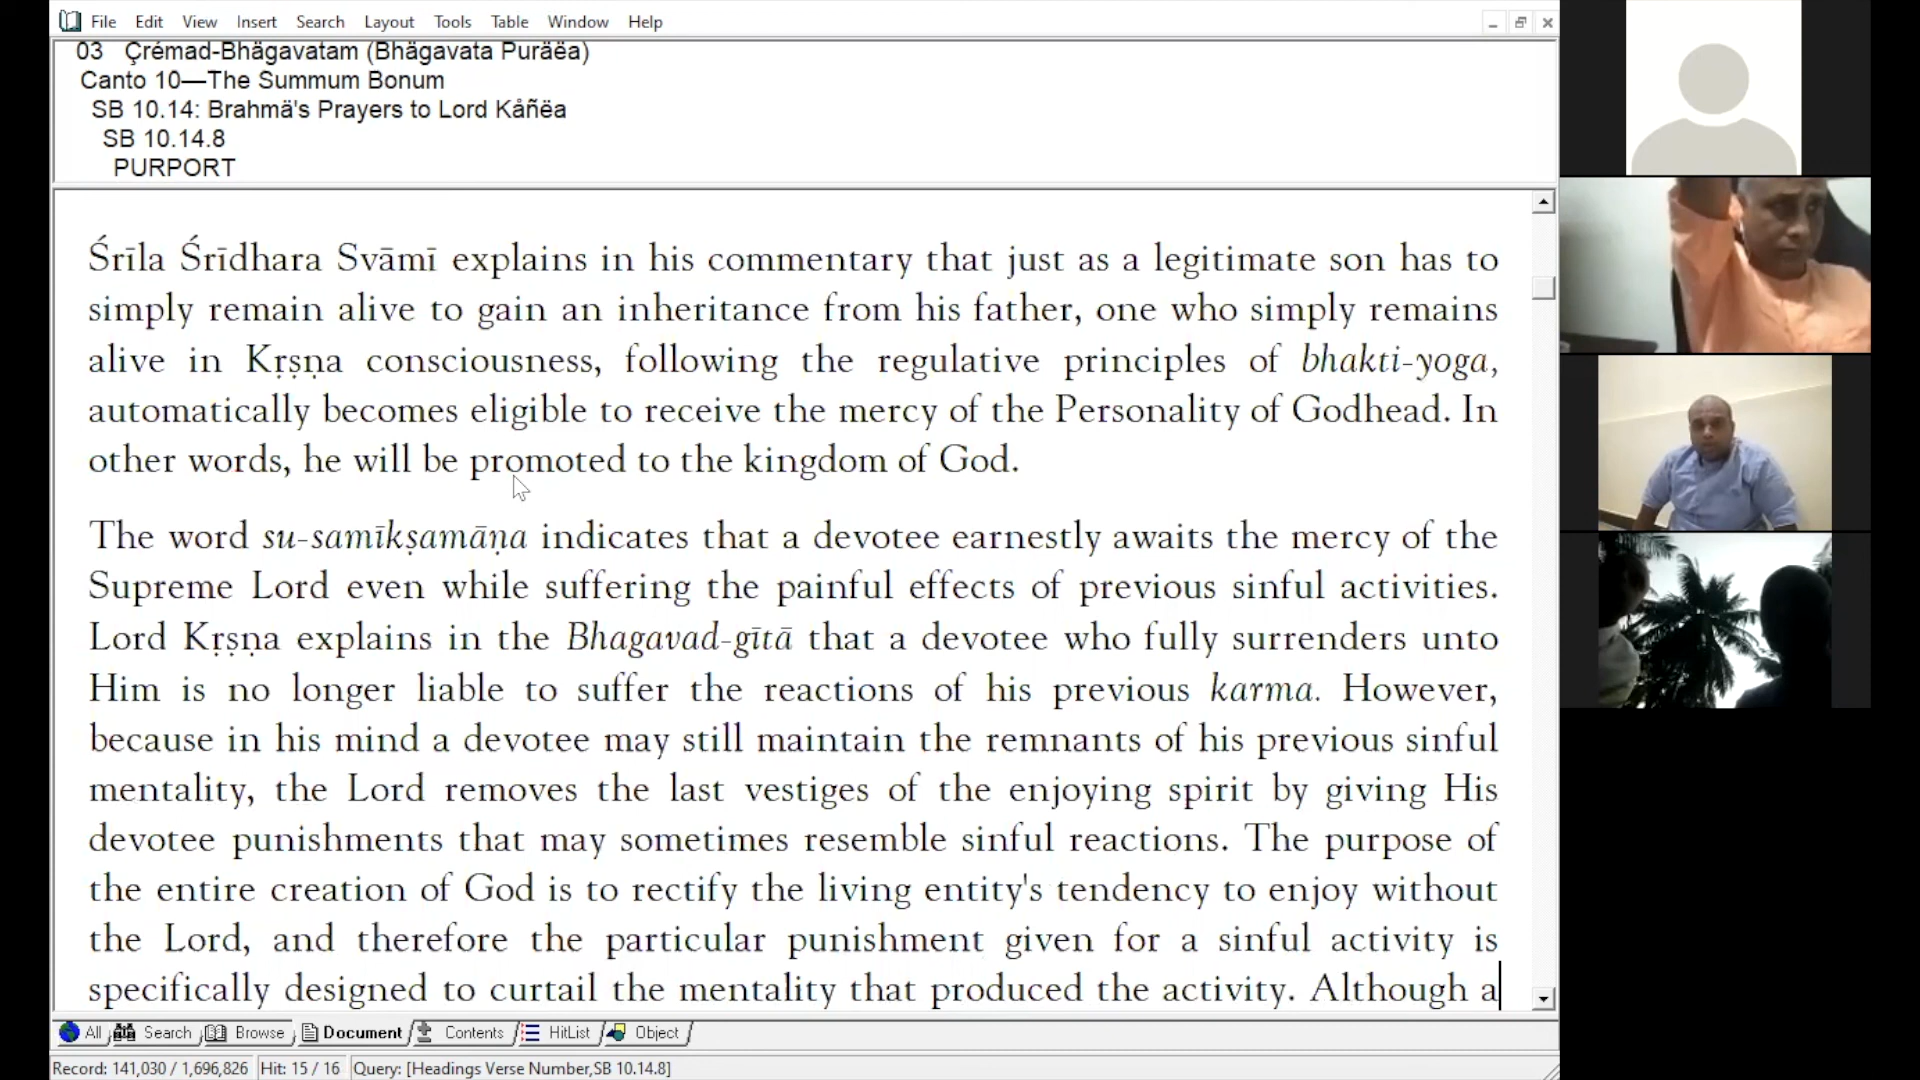 File Edit View Insert Search Layout Tools Table Window Help
03 Çrémad-Bhägavatam (Bhägavata Puräëa)
Canto 10—The Summum Bonum
SB 10.14: Brahmä's Prayers to Lord Kåñëa
SB 10.14.8
PURPORT
Śrīla Śrīdhara Svāmī explains in his commentary that just as a legitimate son has to
simply remain alive to gain an inheritance from his father, one who simply remains
alive in Kṛṣṇa consciousness, following the regulative principles of bhakti-yoga,
automatically becomes eligible to receive the mercy of the Personality of Godhead. In
other words, he will be promoted to the kingdom of God.
The word su-samīkṣamāṇa indicates that a devotee earnestly awaits the mercy of the
Supreme Lord even while suffering the painful effects of previous sinful activities.
Lord Kṛṣṇa explains in the Bhagavad-gītā that a devotee who fully surrenders unto
Him is no longer liable to suffer the reactions of his previous karma. However,
because in his mind a devotee may still maintain the remnants of his previous sinful
mentality, the Lord removes the last vestiges of the enjoying spirit by giving His
devotee punishments that may sometimes resemble sinful reactions. The purpose of
the entire creation of God is to rectify the living entity's tendency to enjoy without
the Lord, and therefore the particular punishment given for a sinful activity is
specifically designed to curtail the mentality that produced the activity. Although a
All Search Browse Document Contents HitList Object
Record: 141,030 / 1,696,826 Hit: 15 / 16 Query: [Headings Verse Number,SB 10.14.8]